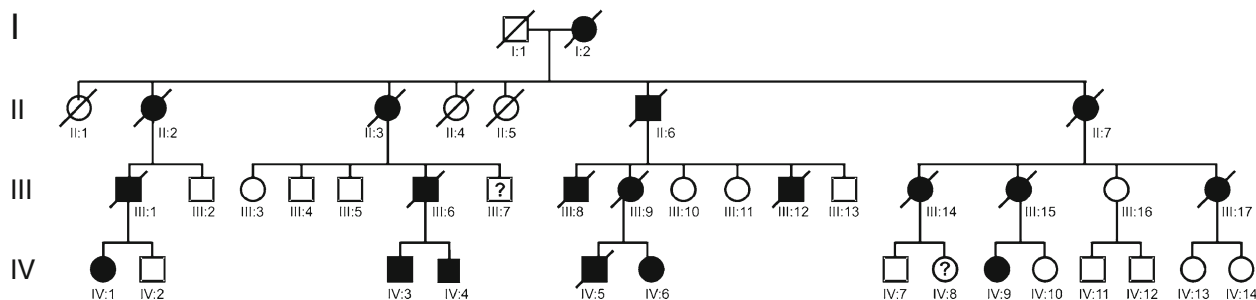 I
I:1 I:2
II
II:1 II:2 II:3 II:4 II:5 II:6 II:7
III
?
III:1 III:2 III:3 III:4 III:5 III:6 III:7 III:8 III:9 III:10 III:11 III:12 III:13 III:14 III:15 III:16 III:17
IV
?
IV:1 IV:2 IV:3 IV:4 IV:5 IV:6 IV:7 IV:8 IV:9 IV:10 IV:11 IV:12 IV:13 IV:14